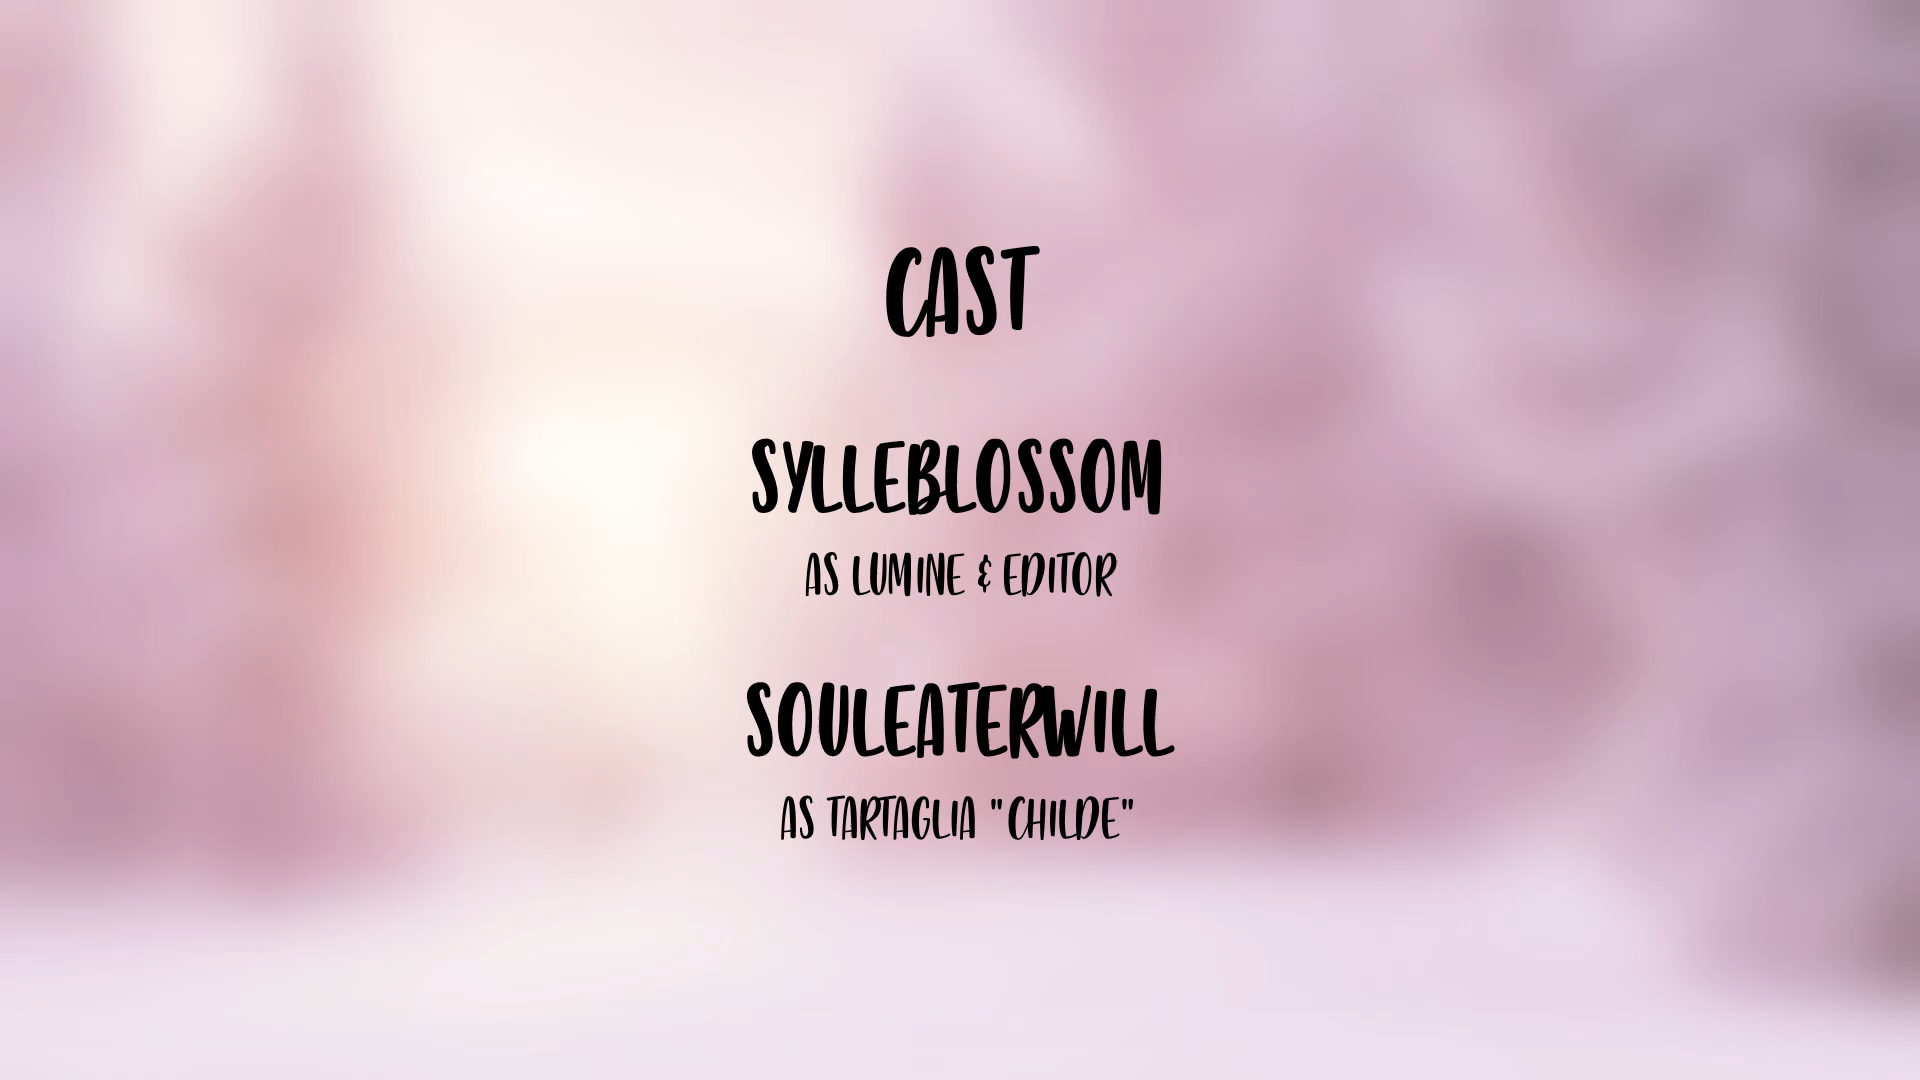 CAST
SYLLEBLOSSOM
AS LUMINE & EDITOR
SOULEATERWILL
AS TARTAGLIA "CHILDE"